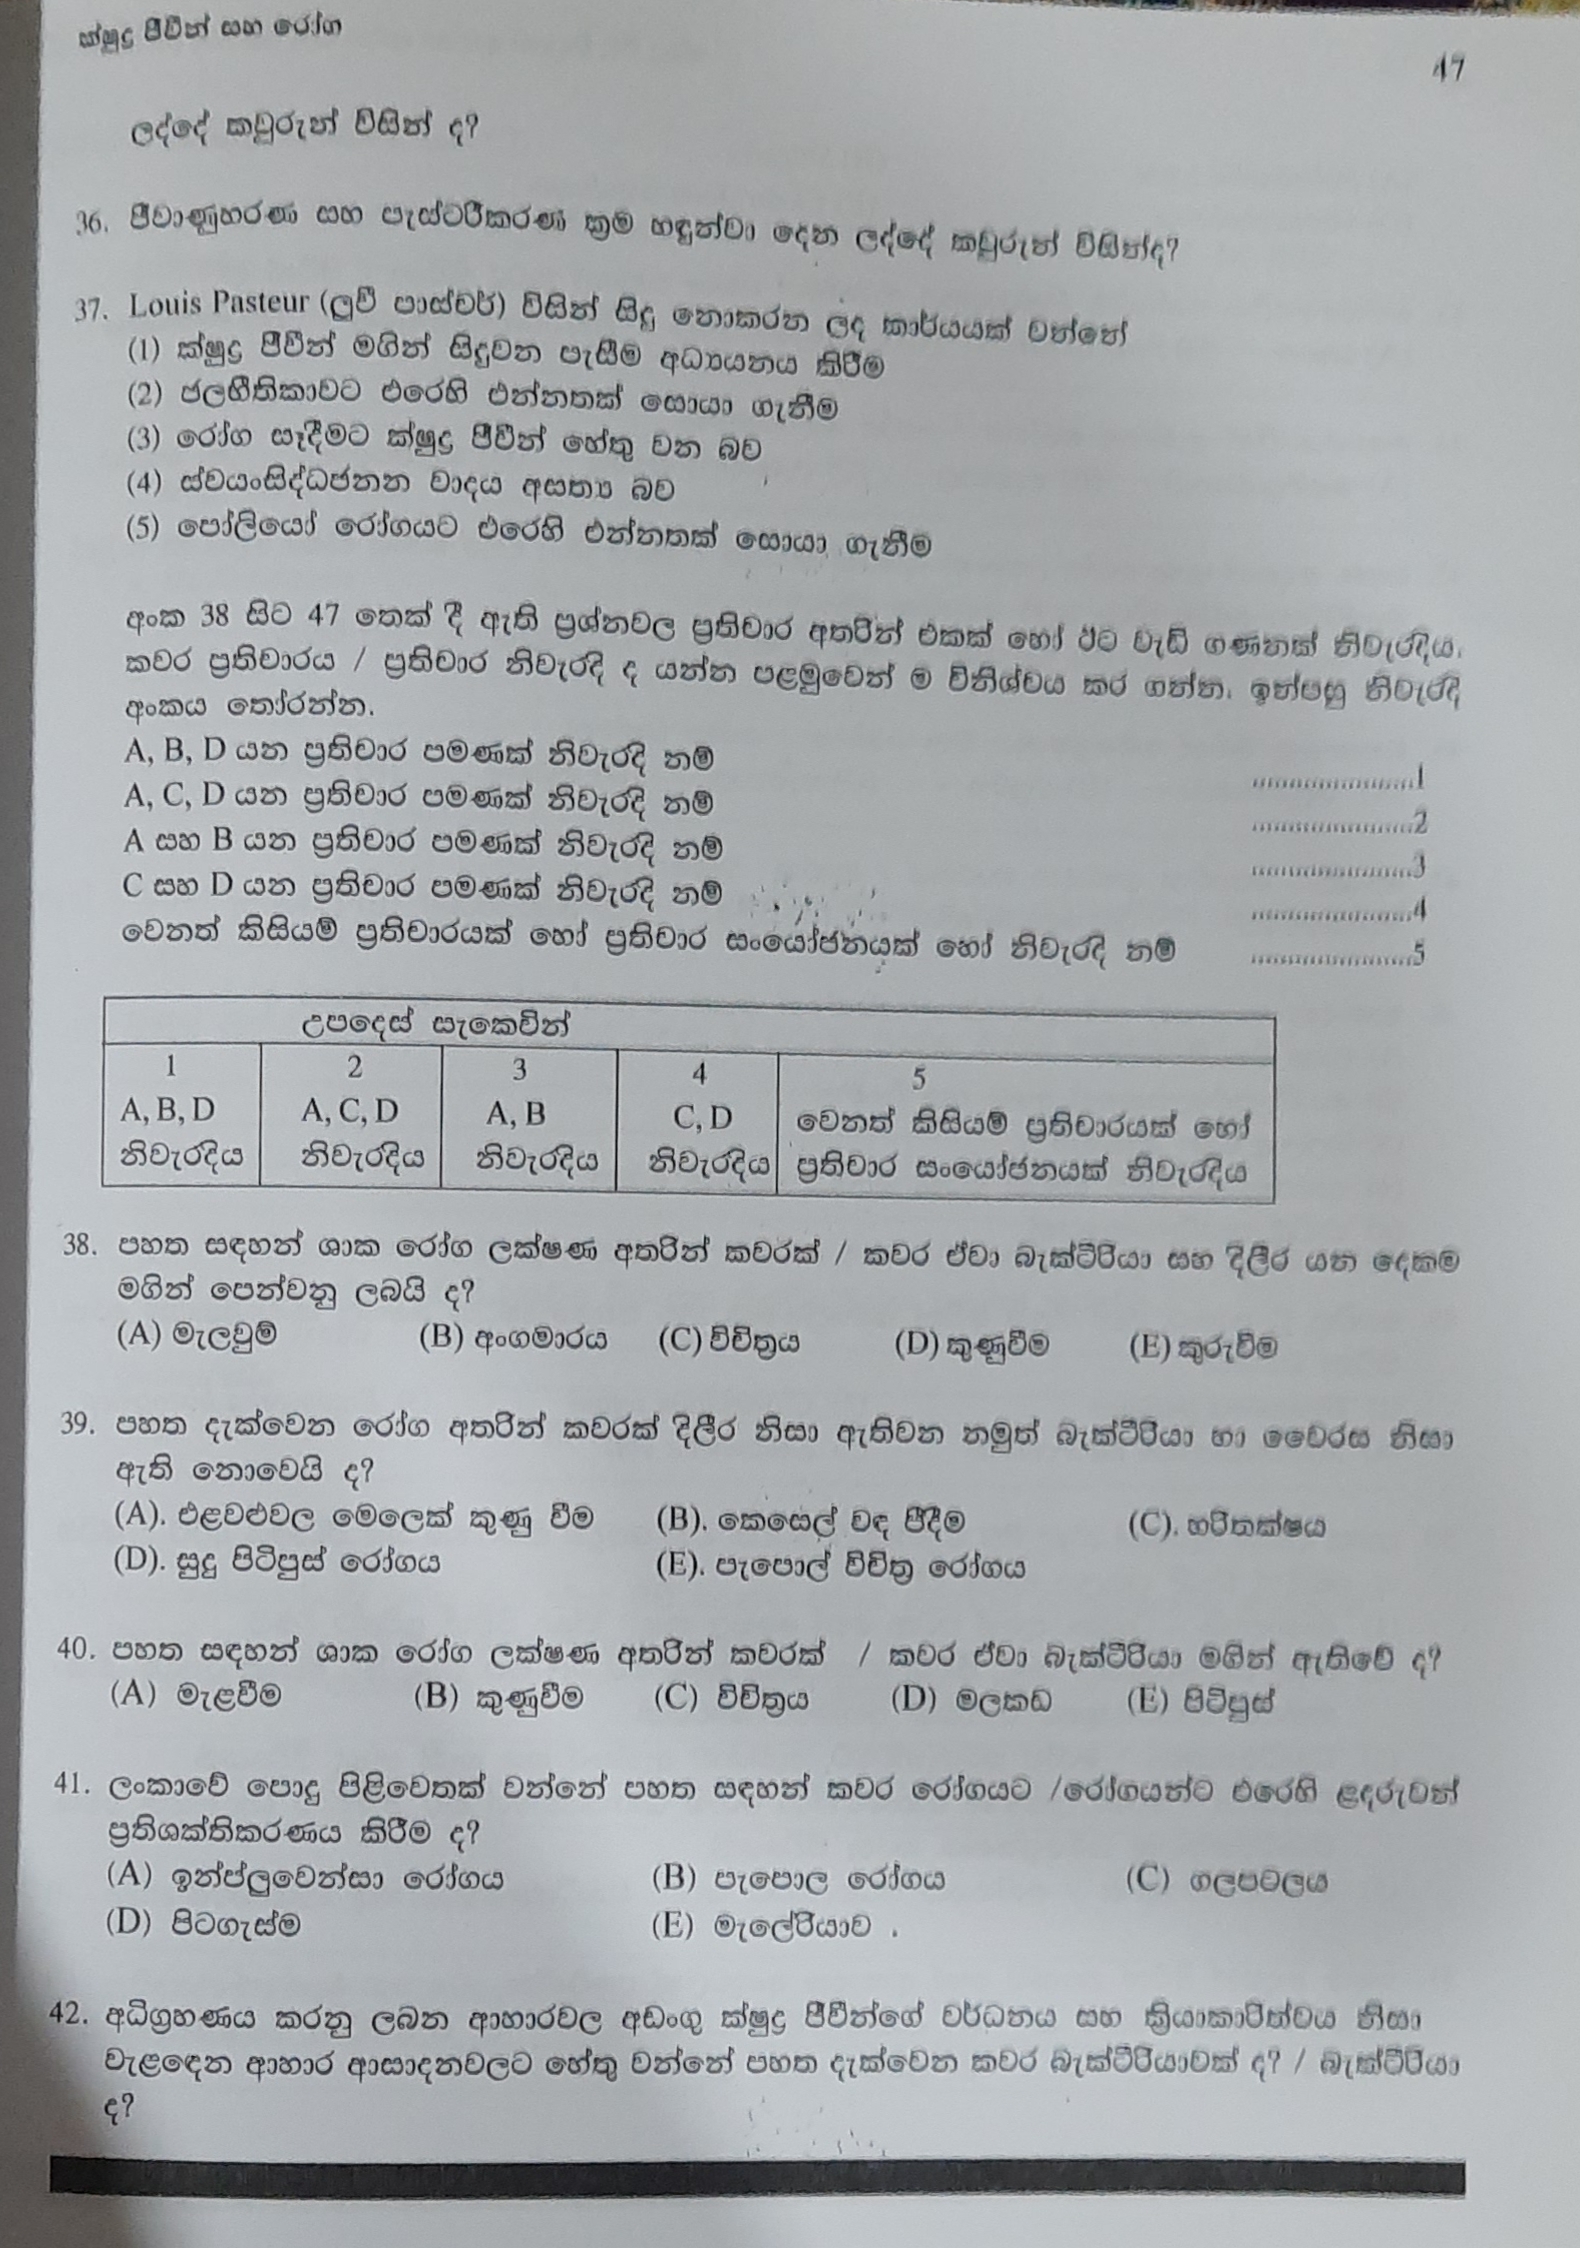 ක්ෂුද්‍ර ජීවීන් සහ රෝග
47
ලද්දේ කවුරුන් විසින් ද?
36. ජීවාණුහරණ සහ පැස්ටරීකරණ ක්‍රම හඳුන්වා දෙන ලද්දේ කවුරුන් විසින්ද?
37. Louis Pasteur (ලුවී පාස්චර්) විසින් සිදු නොකරන ලද කාර්යයක් වන්නේ
(1) ක්ෂුද්‍ර ජීවීන් මගින් සිදුවන පැසීම අධ්‍යයනය කිරීම
(2) ජලභීතිකාවට එරෙහි එන්නතක් සොයා ගැනීම
(3) රෝග සෑදීමට ක්ෂුද්‍ර ජීවීන් හේතු වන බව
(4) ස්වයංසිද්ධජනන වාදය අසත්‍ය බව
(5) පෝලියෝ රෝගයට එරෙහි එන්නතක් සොයා ගැනීම
අංක 38 සිට 47 තෙක් දී ඇති ප්‍රශ්නවල ප්‍රතිචාර අතරින් එකක් හෝ ඊට වැඩි ගණනක් නිවැරදිය.
කවර ප්‍රතිචාරය / ප්‍රතිචාර නිවැරදි ද යන්න පළමුවෙන් ම විනිශ්චය කර ගන්න. ඉන්පසු නිවැරදි
අංකය තෝරන්න.
A, B, D යන ප්‍රතිචාර පමණක් නිවැරදි නම් ....................1
A, C, D යන ප්‍රතිචාර පමණක් නිවැරදි නම් ....................2
A සහ B යන ප්‍රතිචාර පමණක් නිවැරදි නම් ....................3
C සහ D යන ප්‍රතිචාර පමණක් නිවැරදි නම් ....................4
වෙනත් කිසියම් ප්‍රතිචාරයක් හෝ ප්‍රතිචාර සංයෝජනයක් හෝ නිවැරදි නම් ....................5
උපදෙස් සැකෙවින්
1 2 3 4 5
A, B, D A, C, D A, B C, D වෙනත් කිසියම් ප්‍රතිචාරයක් හෝ
නිවැරදිය නිවැරදිය නිවැරදිය නිවැරදිය ප්‍රතිචාර සංයෝජනයක් නිවැරදිය
38. පහත සඳහන් ශාක රෝග ලක්ෂණ අතරින් කවරක් / කවර ඒවා බැක්ටීරියා සහ දිලීර යන දෙකම
මගින් පෙන්වනු ලබයි ද?
(A) මැලවුම් (B) අංගමාරය (C) විචිත්‍රය (D) කුණුවීම (E) කුරුවීම
39. පහත දැක්වෙන රෝග අතරින් කවරක් දිලීර නිසා ඇතිවන නමුත් බැක්ටීරියා හා වෛරස නිසා
ඇති නොවෙයි ද?
(A). එළවළුවල මෙලෙක් කුණු වීම (B). කෙසෙල් වඳ පීදීම (C). හරිතක්ෂය
(D). සුදු පිටිපුස් රෝගය (E). පැපොල් විචිත්‍ර රෝගය
40. පහත සඳහන් ශාක රෝග ලක්ෂණ අතරින් කවරක් / කවර ඒවා බැක්ටීරියා මගින් ඇතිවේ ද?
(A) මැළවීම (B) කුණුවීම (C) විචිත්‍රය (D) මලකඩ (E) පිටිපුස්
41. ලංකාවේ පොදු පිළිවෙතක් වන්නේ පහත සඳහන් කවර රෝගයට /රෝගයන්ට එරෙහි ළදරුවන්
ප්‍රතිශක්තිකරණය කිරීම ද?
(A) ඉන්ප්ලුවෙන්සා රෝගය (B) පැපොල රෝගය (C) ගලපටලය
(D) පිටගැස්ම (E) මැලේරියාව .
42. අධිග්‍රහණය කරනු ලබන ආහාරවල අඩංගු ක්ෂුද්‍ර ජීවීන්ගේ වර්ධනය සහ ක්‍රියාකාරිත්වය නිසා
වැළඳෙන ආහාර ආසාදනවලට හේතු වන්නේ පහත දැක්වෙන කවර බැක්ටීරියාවක් ද? / බැක්ටීරියා
ද?